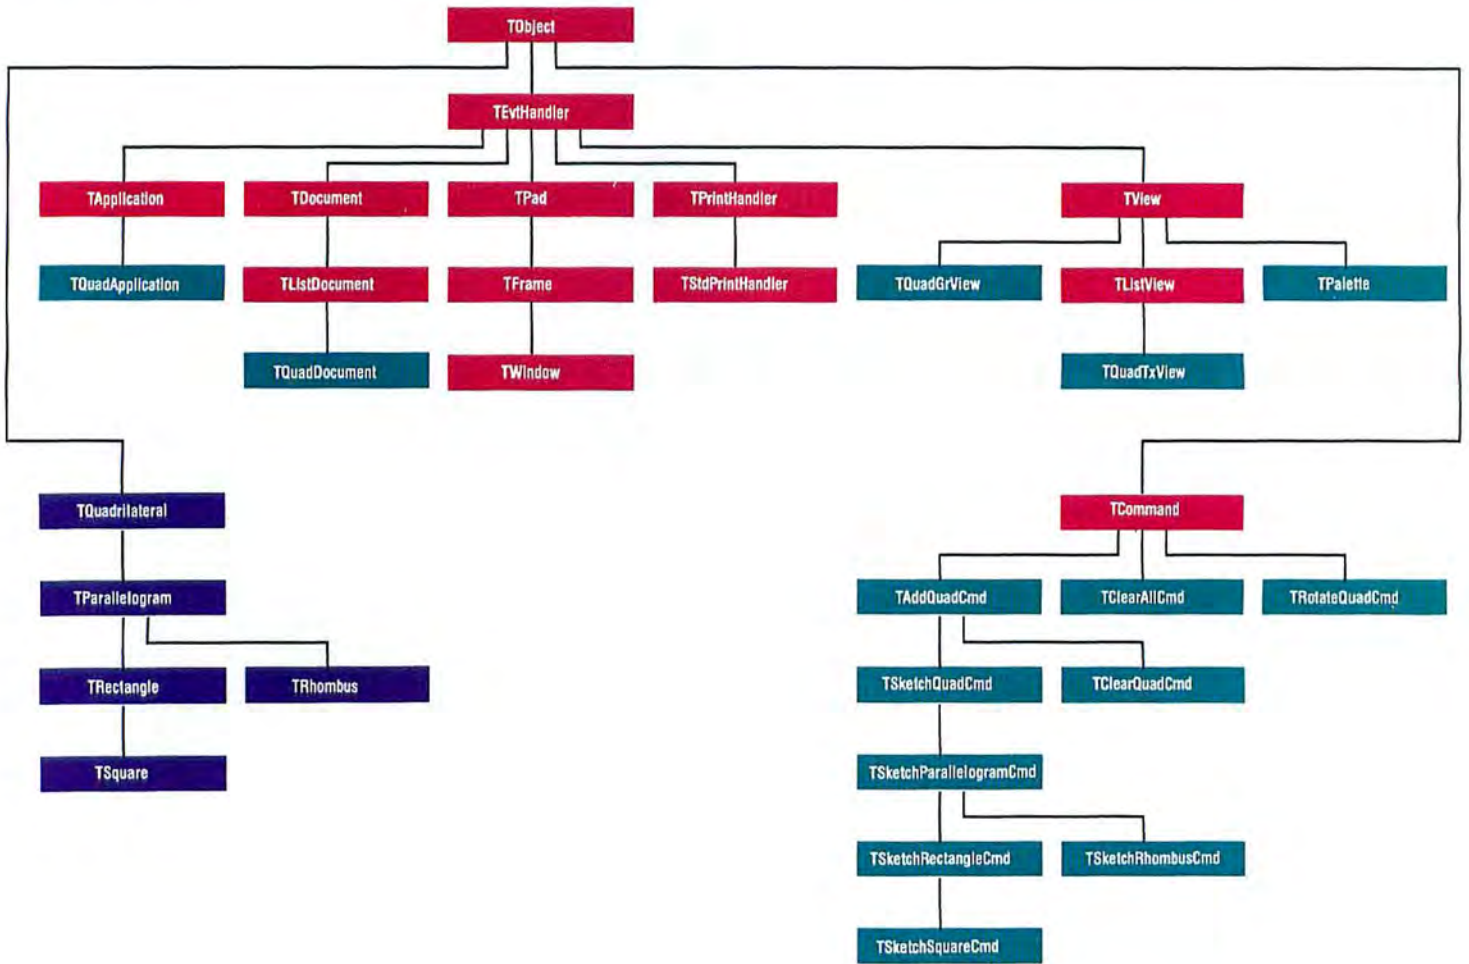 TObject
TEvtHandler
TApplication
TDocument
TPad
TPrintHandler
TView
TQuadApplication
TListDocument
TFrame
TStdPrintHandler
TQuadGrView
TListView
TPalette
TQuadDocument
TWindow
TQuadTxView
TQuadrilateral
TCommand
TParallelogram
TAddQuadCmd
TClearAllCmd
TRotateQuadCmd
TRectangle
TRhombus
TSketchQuadCmd
TClearQuadCmd
TSquare
TSketchParallelogramCmd
TSketchRectangleCmd
TSketchRhombusCmd
TSketchSquareCmd